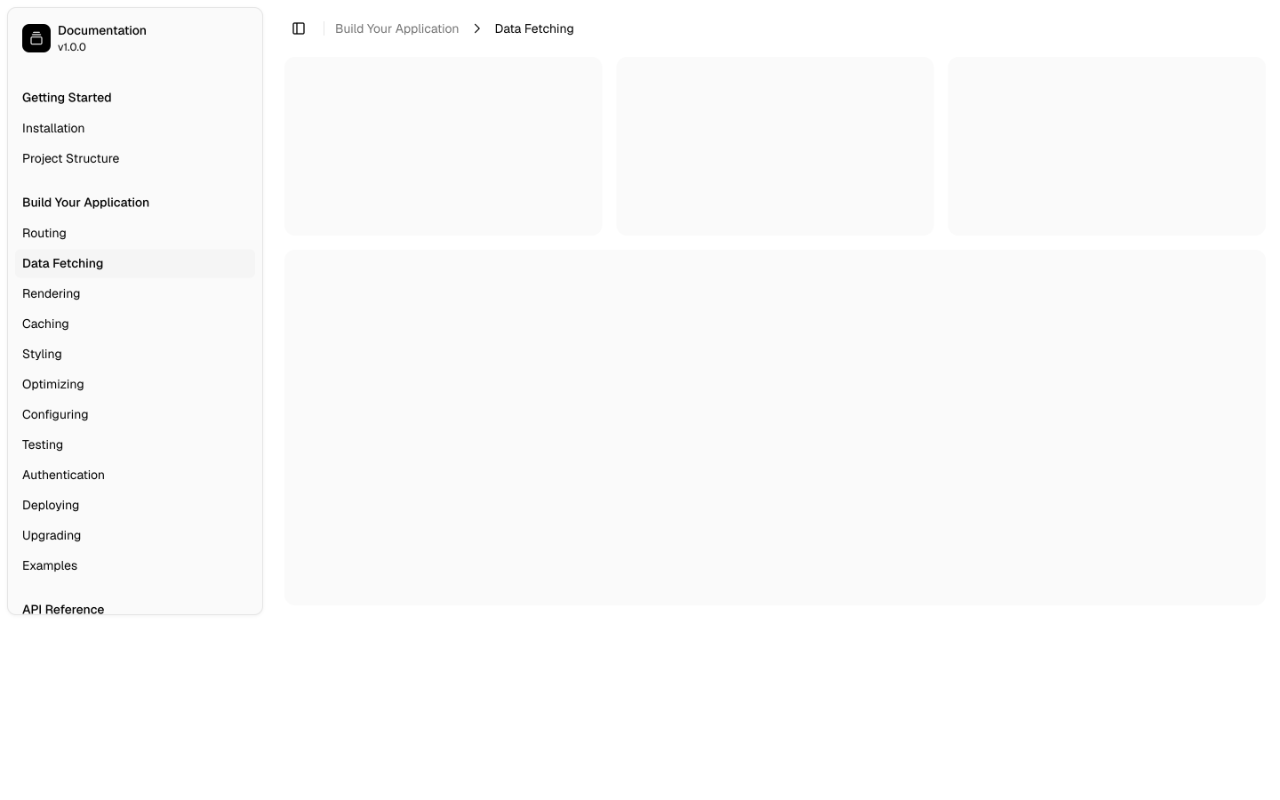 Documentation
v1.0.0
Getting Started
Installation
Project Structure
Build Your Application
Routing
Data Fetching
Rendering
Caching
Styling
Optimizing
Configuring
Testing
Authentication
Deploying
Upgrading
Examples
API Reference
Build Your Application
Data Fetching